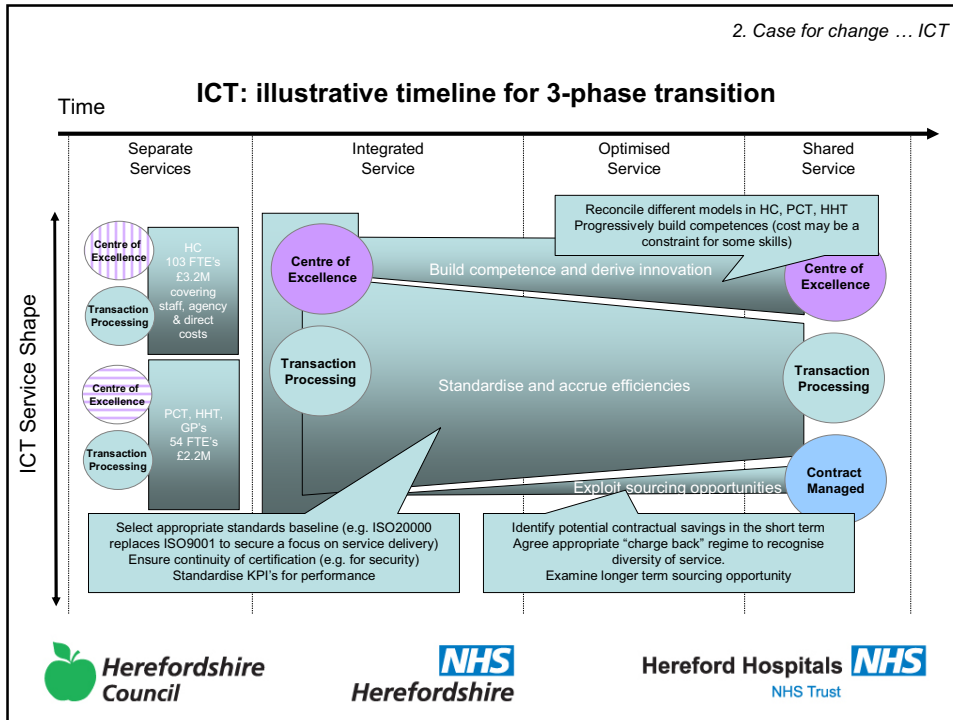 2. Case for change … ICT
ICT: illustrative timeline for 3-phase transition
Time
Separate
Services
Integrated
Service
Optimised
Service
Shared
Service
ICT Service Shape
Centre of
Excellence
Transaction
Processing
HC
103 FTE's
£3.2M
covering
staff, agency
& direct
costs
Centre of
Excellence
Transaction
Processing
PCT, HHT,
GP's
54 FTE's
£2.2M
Centre of
Excellence
Transaction
Processing
Reconcile different models in HC, PCT, HHT
Progressively build competences (cost may be a
constraint for some skills)
Build competence and derive innovation
Standardise and accrue efficiencies
Exploit sourcing opportunities
Centre of
Excellence
Transaction
Processing
Contract
Managed
Select appropriate standards baseline (e.g. ISO20000
replaces ISO9001 to secure a focus on service delivery)
Ensure continuity of certification (e.g. for security)
Standardise KPI's for performance
Identify potential contractual savings in the short term
Agree appropriate “charge back” regime to recognise
diversity of service.
Examine longer term sourcing opportunity
Herefordshire
Council
NHS
Herefordshire
Hereford Hospitals NHS
NHS Trust